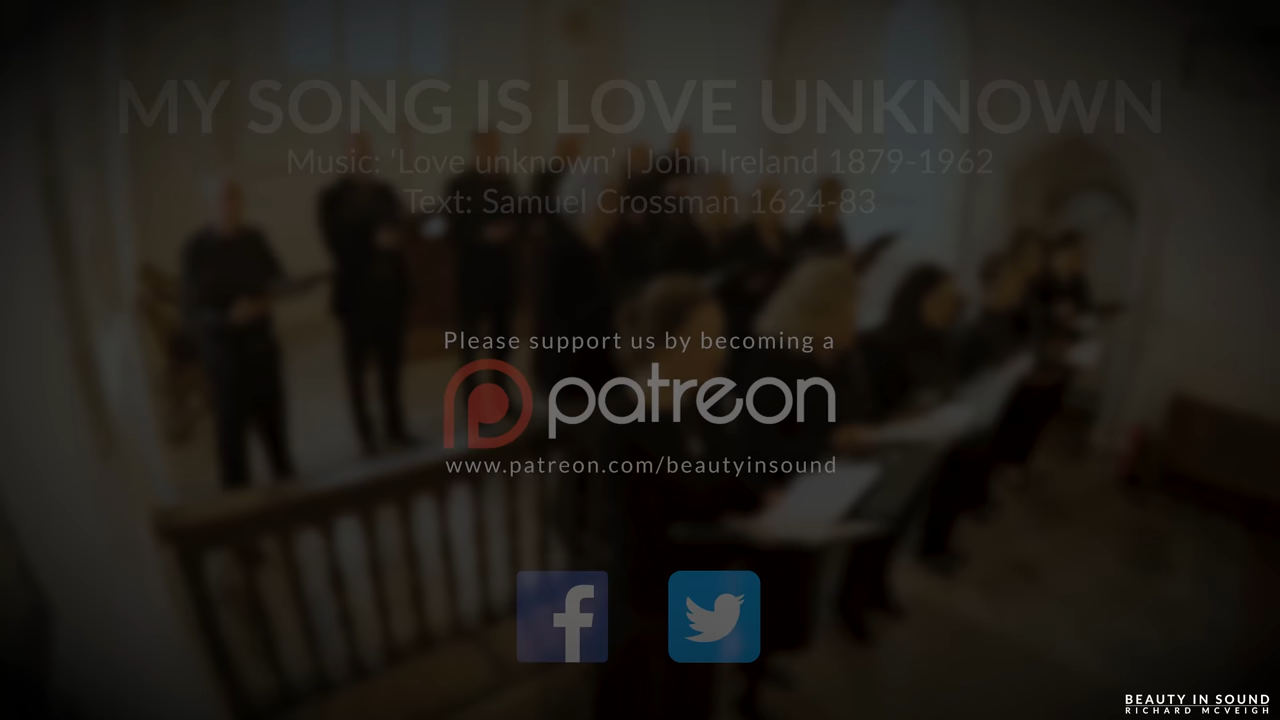 MY SONG IS LOVE UNKNOWN
Music: 'Love unknown' | John Ireland 1879-1962
Text: Samuel Crossman 1624-83
Please support us by becoming a
patreon
www.patreon.com/beautyinsound
BEAUTY IN SOUND
RICHARD MCVEIGH